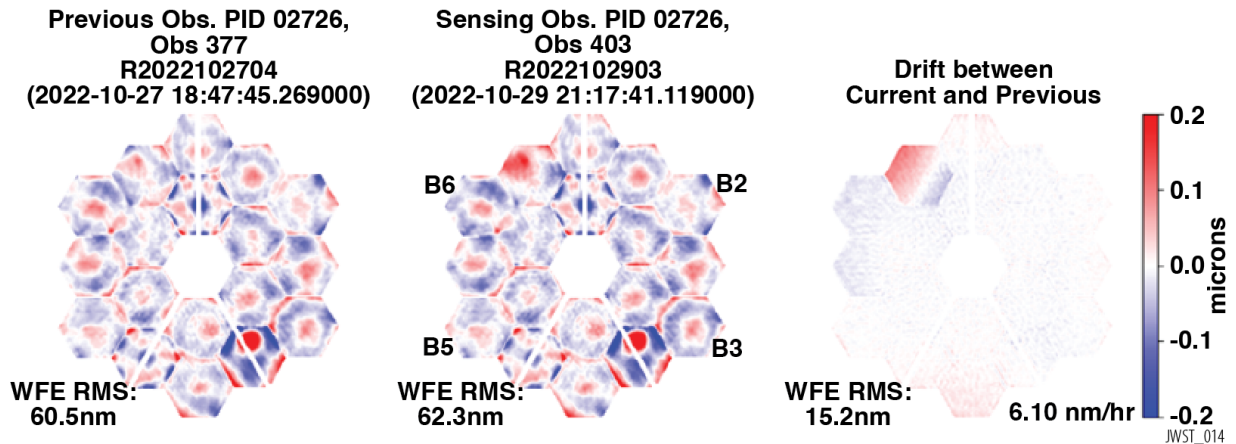 Previous Obs. PID 02726,
Obs 377
R2022102704
(2022-10-27 18:47:45.269000)
Sensing Obs. PID 02726,
Obs 403
R2022102903
(2022-10-29 21:17:41.119000)
Drift between
Current and Previous
B6
B2
B5
B3
WFE RMS:
60.5nm
WFE RMS:
62.3nm
WFE RMS:
15.2nm
6.10 nm/hr
0.2
0.1
0.0
-0.1
-0.2
microns
JWST_014